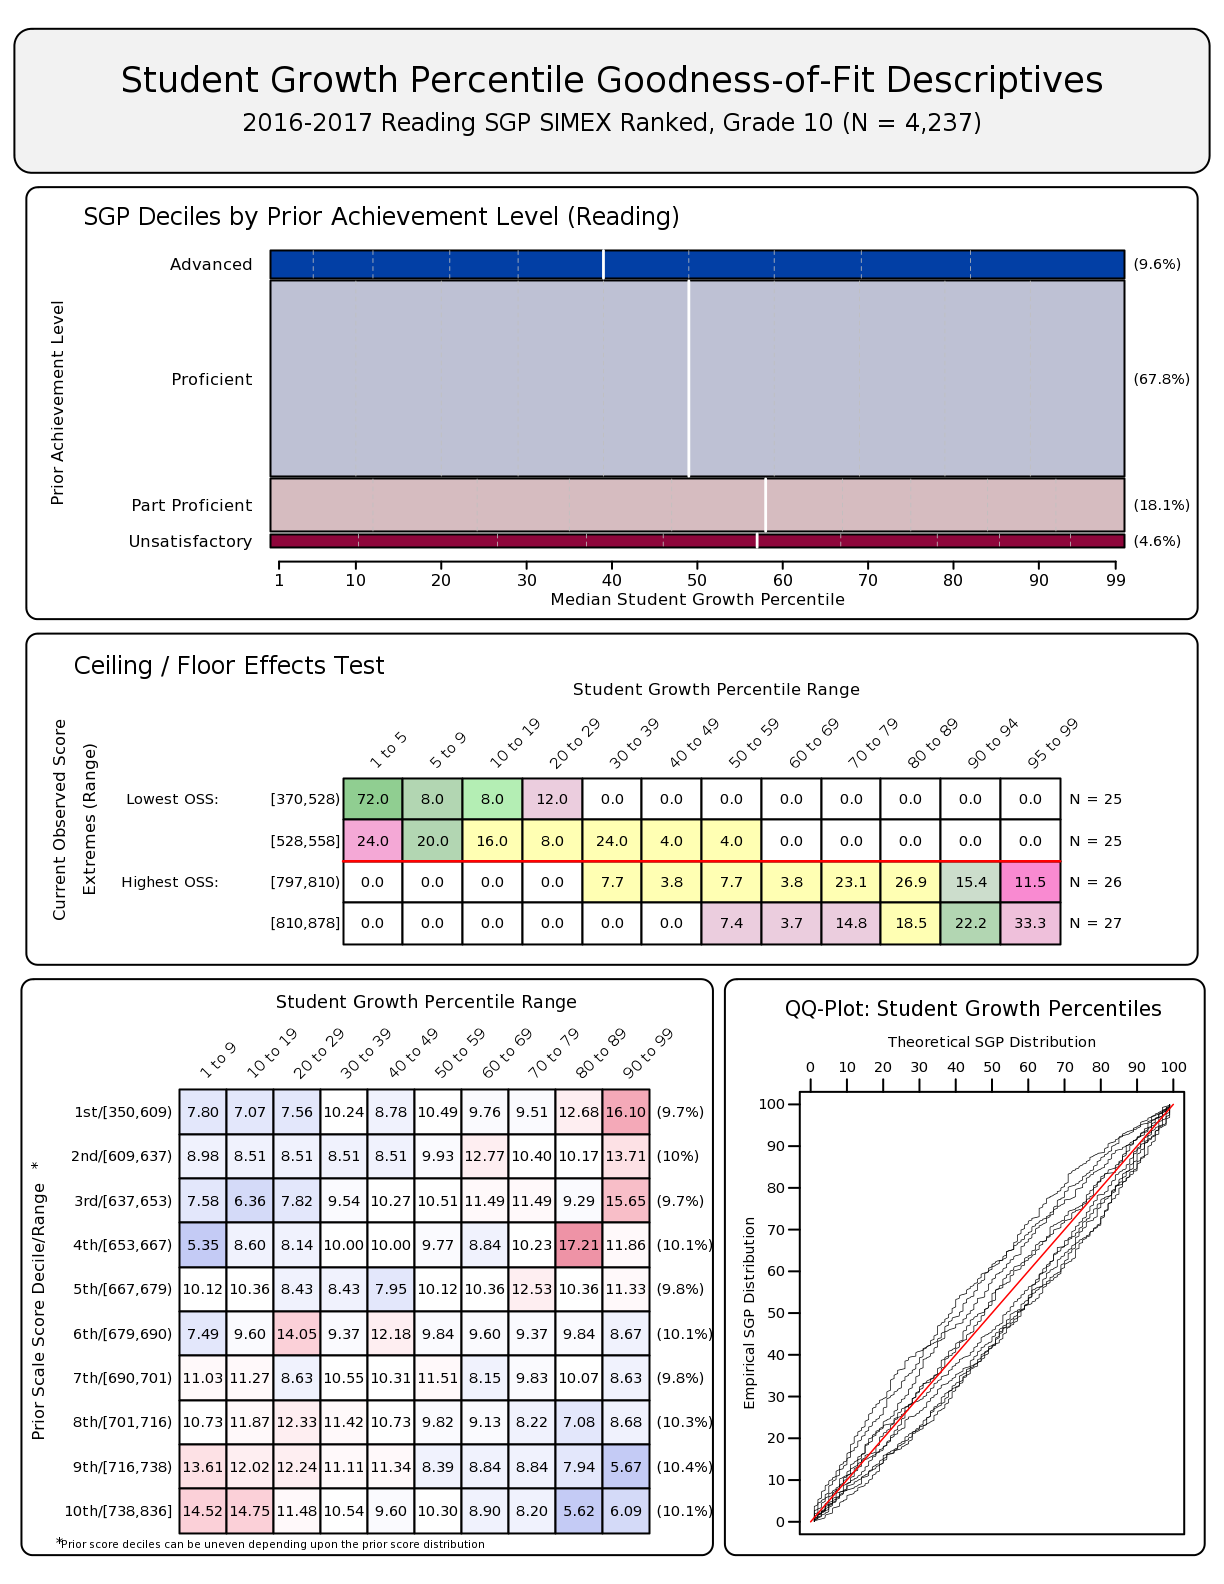 Student Growth Percentile Goodness-of-Fit Descriptives
2016-2017 Reading SGP SIMEX Ranked, Grade 10 (N = 4,237)
SGP Deciles by Prior Achievement Level (Reading)
Prior Achievement Level
Advanced (9.6%)
Proficient (67.8%)
Part Proficient (18.1%)
Unsatisfactory (4.6%)
1 10 20 30 40 50 60 70 80 90 99
Median Student Growth Percentile
Ceiling / Floor Effects Test
Student Growth Percentile Range
1 to 5 5 to 9 10 to 19 20 to 29 30 to 39 40 to 49 50 to 59 60 to 69 70 to 79 80 to 89 90 to 94 95 to 99
Current Observed Score
Extremes (Range)
Lowest OSS: [370,528) 72.0 8.0 8.0 12.0 0.0 0.0 0.0 0.0 0.0 0.0 0.0 0.0 N = 25
[528,558] 24.0 20.0 16.0 8.0 24.0 4.0 4.0 0.0 0.0 0.0 0.0 0.0 N = 25
Highest OSS: [797,810) 0.0 0.0 0.0 0.0 7.7 3.8 7.7 3.8 23.1 26.9 15.4 11.5 N = 26
[810,878] 0.0 0.0 0.0 0.0 0.0 0.0 7.4 3.7 14.8 18.5 22.2 33.3 N = 27
Student Growth Percentile Range
1 to 9 10 to 19 20 to 29 30 to 39 40 to 49 50 to 59 60 to 69 70 to 79 80 to 89 90 to 99
Prior Scale Score Decile/Range *
1st/[350,609) 7.80 7.07 7.56 10.24 8.78 10.49 9.76 9.51 12.68 16.10 (9.7%)
2nd/[609,637) 8.98 8.51 8.51 8.51 8.51 9.93 12.77 10.40 10.17 13.71 (10%)
3rd/[637,653) 7.58 6.36 7.82 9.54 10.27 10.51 11.49 11.49 9.29 15.65 (9.7%)
4th/[653,667) 5.35 8.60 8.14 10.00 10.00 9.77 8.84 10.23 17.21 11.86 (10.1%)
5th/[667,679) 10.12 10.36 8.43 8.43 7.95 10.12 10.36 12.53 10.36 11.33 (9.8%)
6th/[679,690) 7.49 9.60 14.05 9.37 12.18 9.84 9.60 9.37 9.84 8.67 (10.1%)
7th/[690,701) 11.03 11.27 8.63 10.55 10.31 11.51 8.15 9.83 10.07 8.63 (9.8%)
8th/[701,716) 10.73 11.87 12.33 11.42 10.73 9.82 9.13 8.22 7.08 8.68 (10.3%)
9th/[716,738) 13.61 12.02 12.24 11.11 11.34 8.39 8.84 8.84 7.94 5.67 (10.4%)
10th/[738,836] 14.52 14.75 11.48 10.54 9.60 10.30 8.90 8.20 5.62 6.09 (10.1%)
*Prior score deciles can be uneven depending upon the prior score distribution
QQ-Plot: Student Growth Percentiles
Theoretical SGP Distribution
0 10 20 30 40 50 60 70 80 90 100
Empirical SGP Distribution
100
90
80
70
60
50
40
30
20
10
0